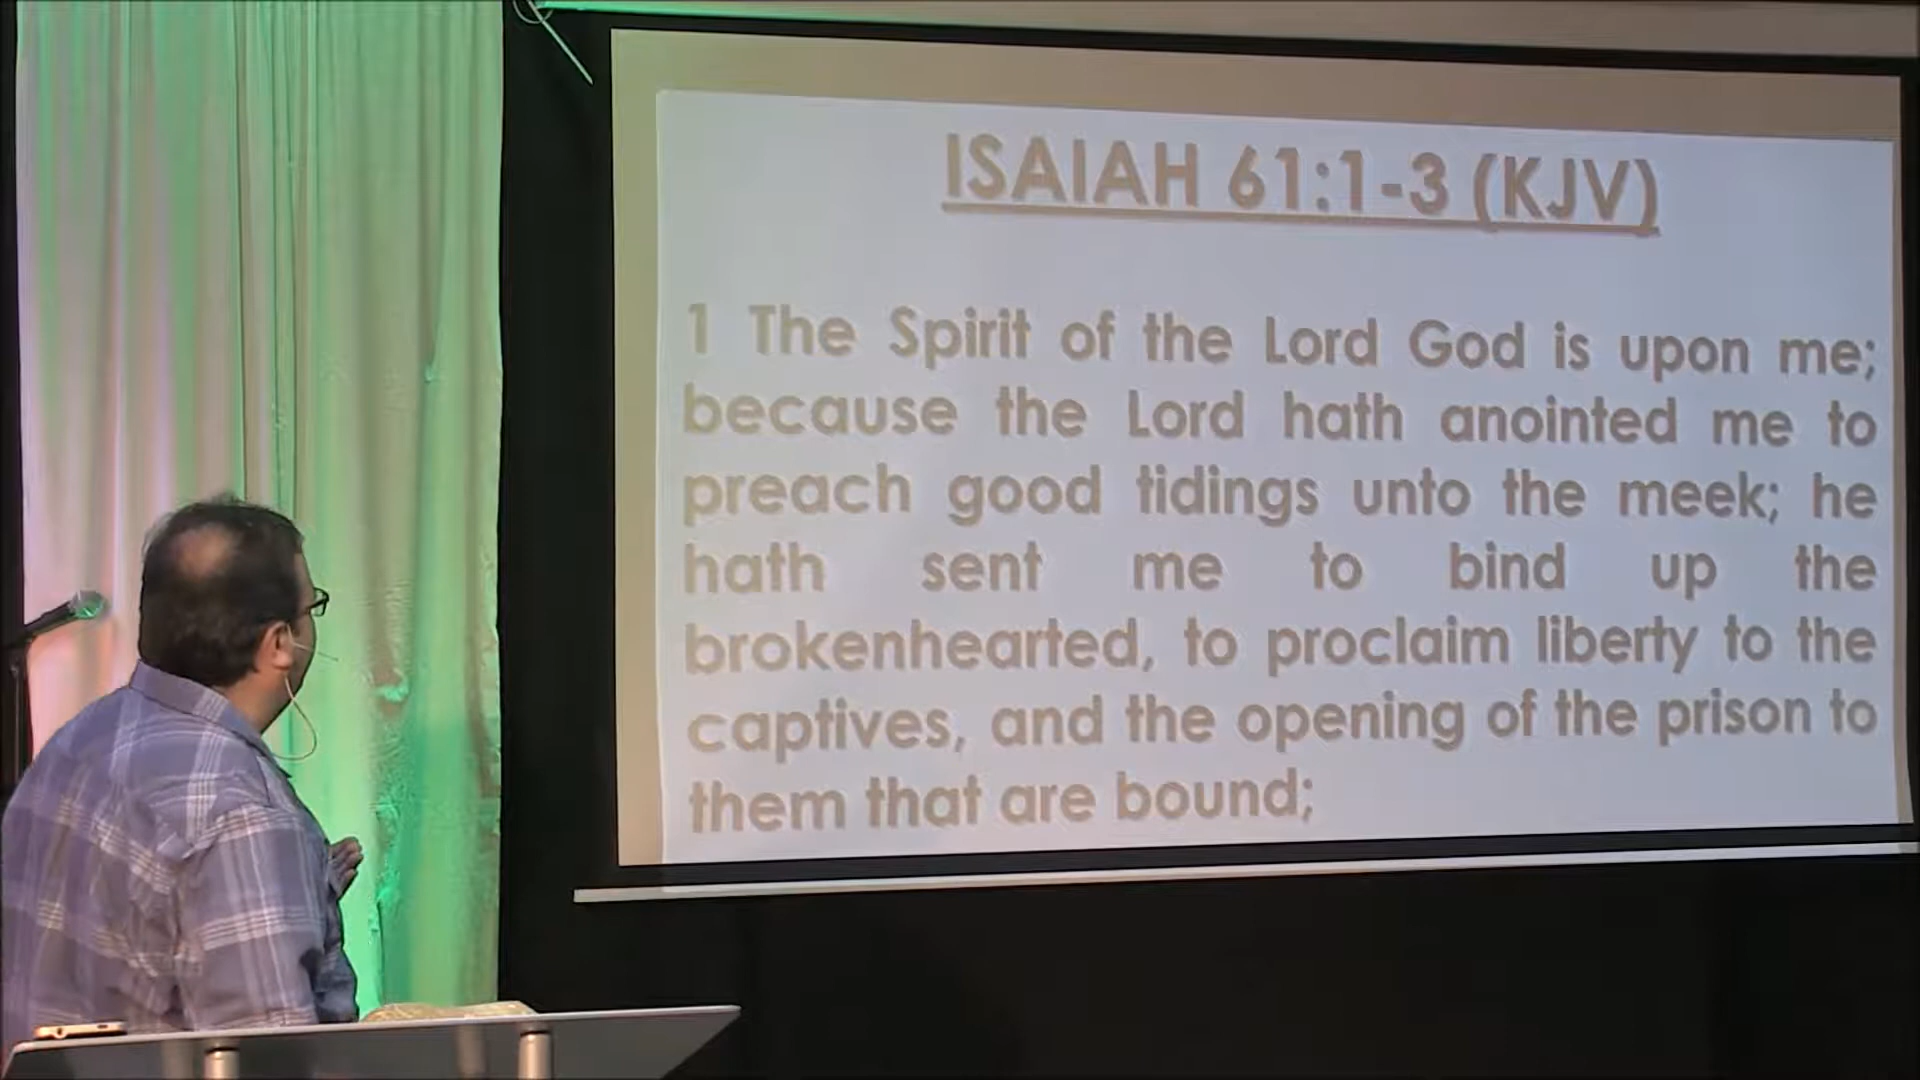 ISAIAH 61:1-3 (KJV)
1 The Spirit of the Lord God is upon me;
because the Lord hath anointed me to
preach good tidings unto the meek; he
hath sent me to bind up the
brokenhearted, to proclaim liberty to the
captives, and the opening of the prison to
them that are bound;